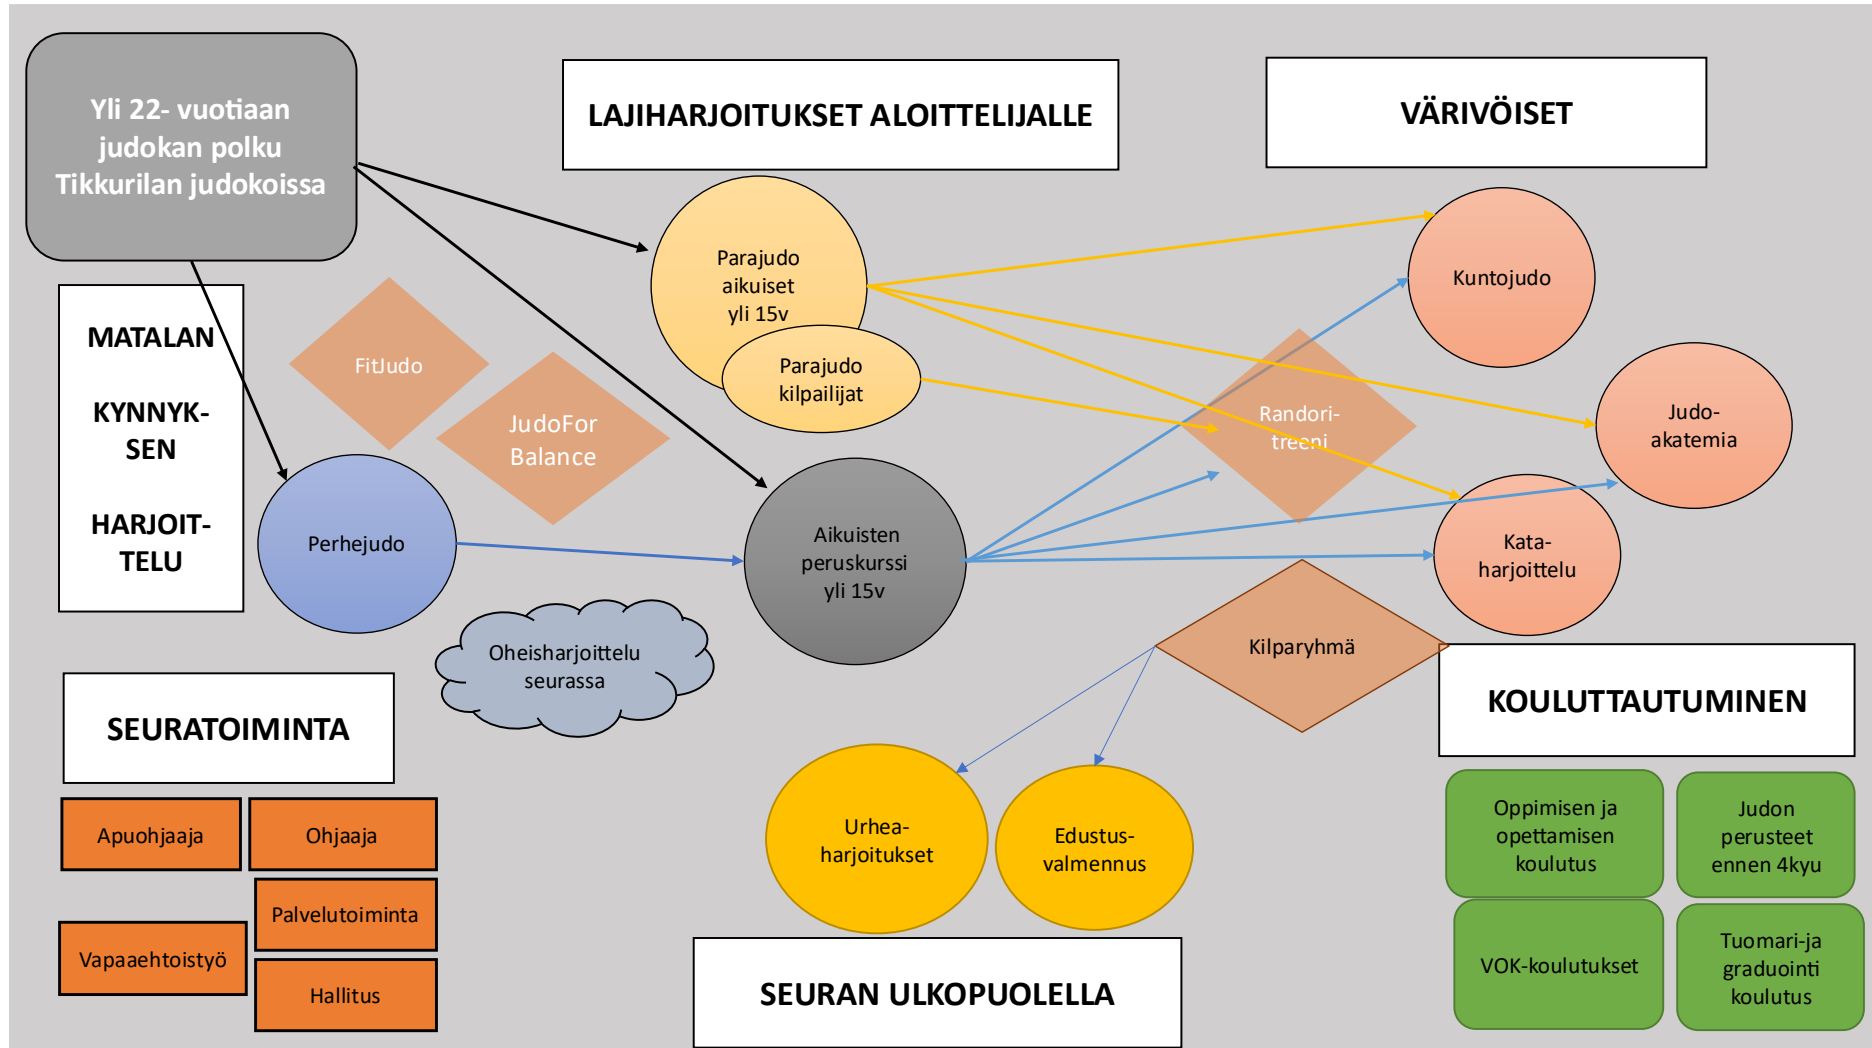 Yli 22- vuotiaan
judokan polku
Tikkurilan judokoissa
LAJIHARJOITUKSET ALOITTELIJALLE
VÄRIVÖISET
MATALAN
KYNNYK-
SEN
HARJOIT-
TELU
FitJudo
JudoFor
Balance
Perhejudo
Parajudo
aikuiset
yli 15v
Parajudo
kilpailijat
Aikuisten
peruskurssi
yli 15v
Kuntojudo
Randori-
treeni
Judo-
akatemia
Kata-
harjoittelu
Oheisharjoittelu
seurassa
Kilparyhmä
SEURATOIMINTA
Apuohjaaja
Ohjaaja
Palvelutoiminta
Vapaaehtoistyö
Hallitus
Urhea-
harjoitukset
Edustus-
valmennus
SEURAN ULKOPUOLELLA
KOULUTTAUTUMINEN
Oppimisen ja
opettamisen
koulutus
Judon
perusteet
ennen 4kyu
VOK-koulutukset
Tuomari-ja
graduointi
koulutus